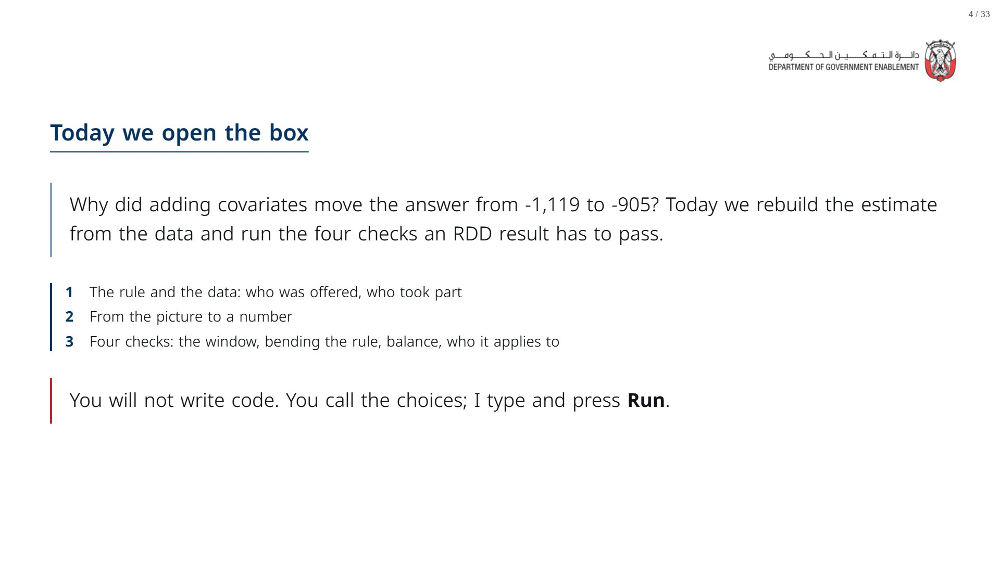 4 / 33
دائرة التمكين الحكومي
DEPARTMENT OF GOVERNMENT ENABLEMENT
Today we open the box
Why did adding covariates move the answer from -1,119 to -905? Today we rebuild the estimate
from the data and run the four checks an RDD result has to pass.
1 The rule and the data: who was offered, who took part
2 From the picture to a number
3 Four checks: the window, bending the rule, balance, who it applies to
You will not write code. You call the choices; I type and press Run.